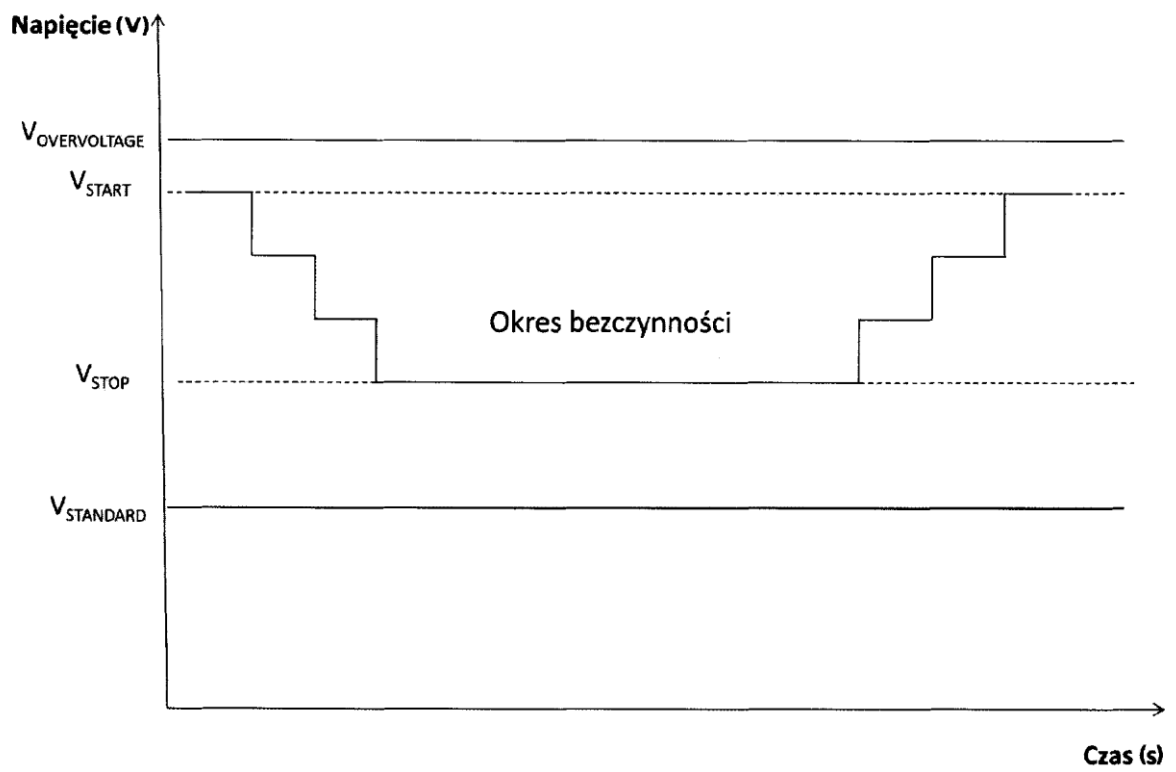 Napięcie (V)
VOVERVOLTAGE
VSTART
Okres bezczynności
VSTOP
VSTANDARD
Czas (s)